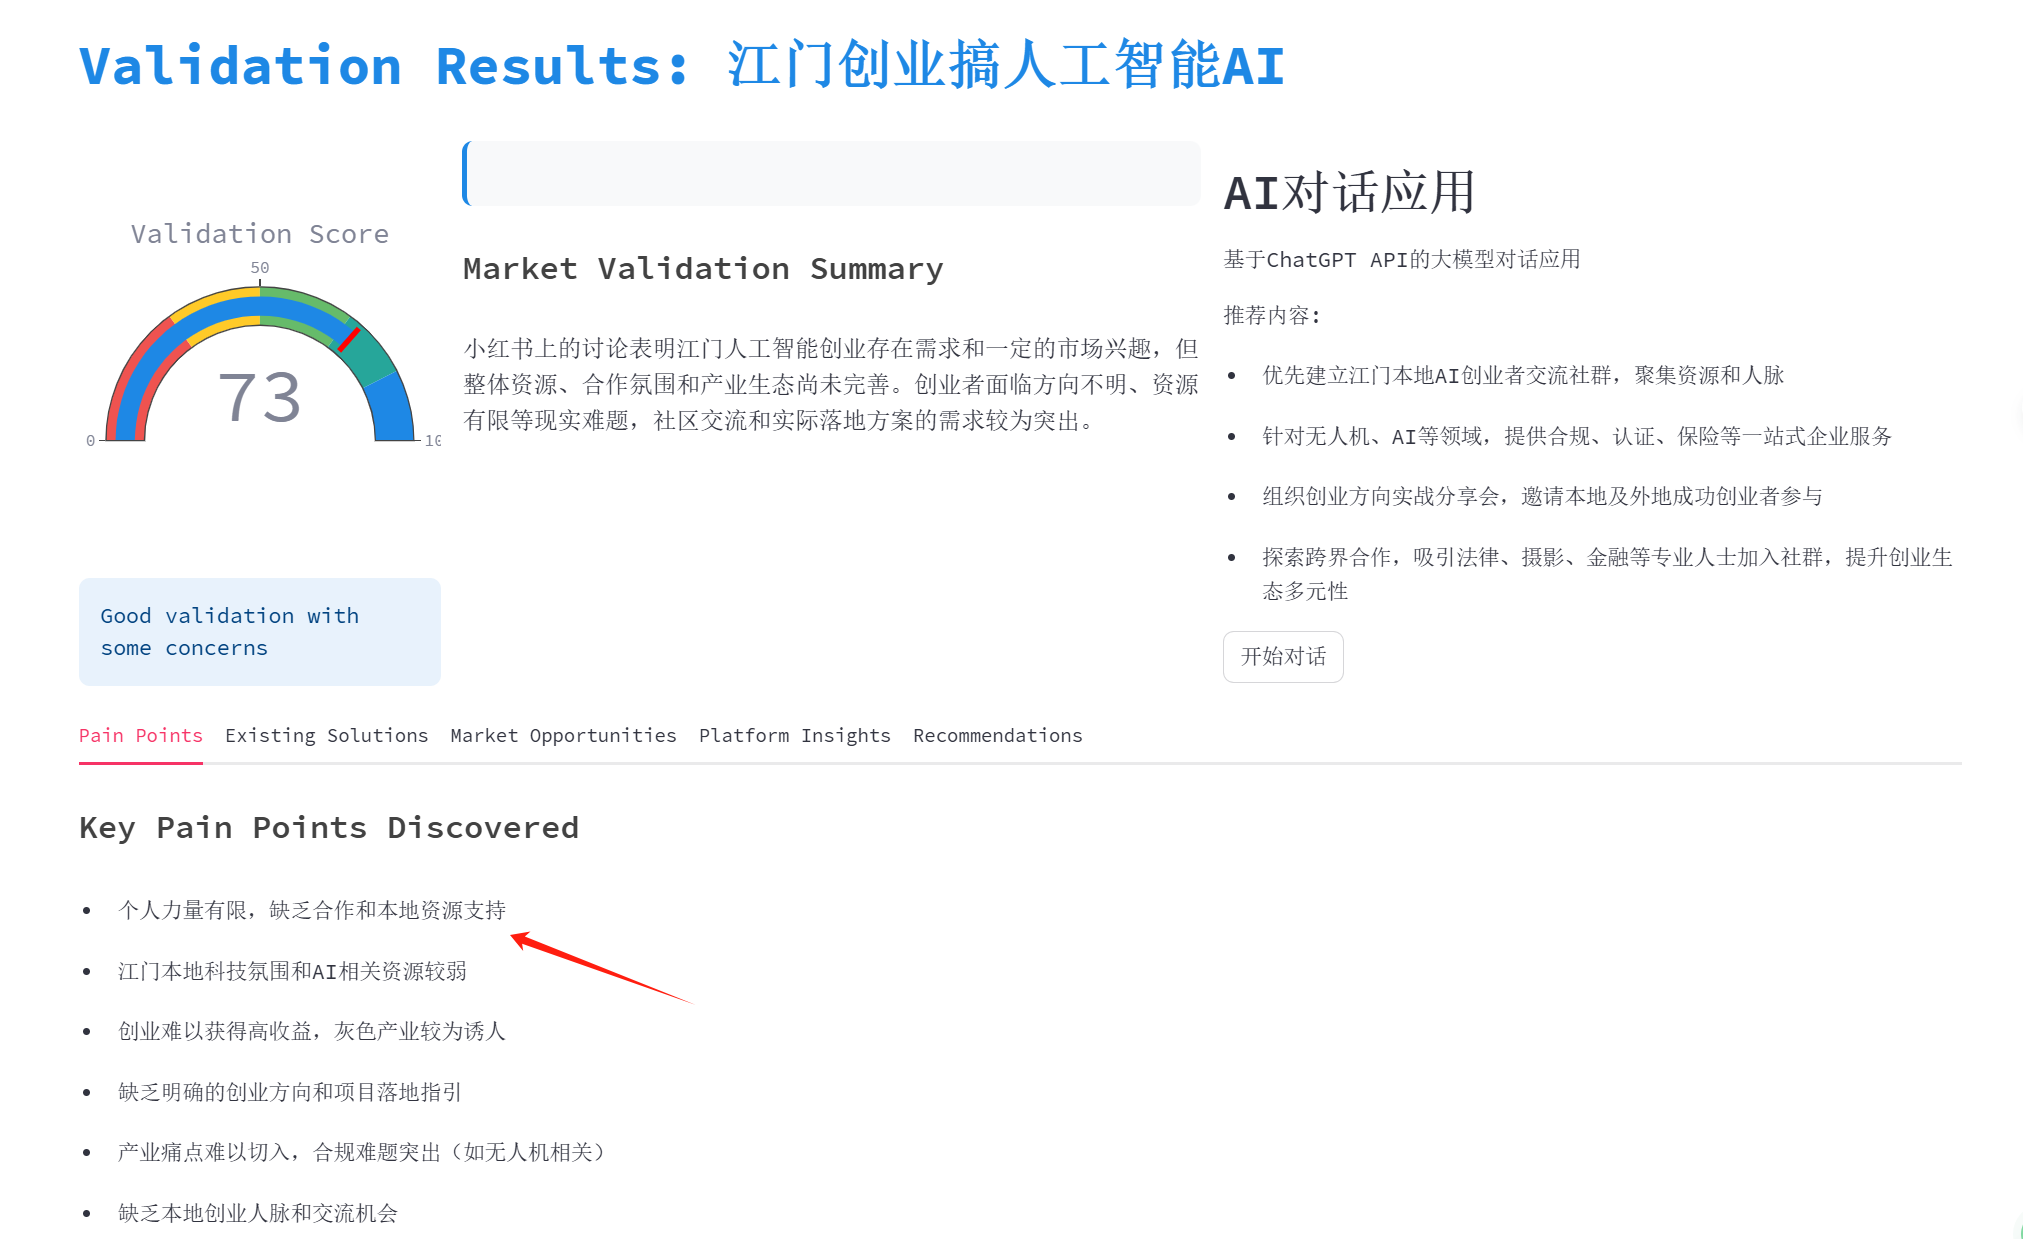 Validation Results: 江门创业搞人工智能AI
Validation Score
50
0
73
Good validation with
some concerns
Market Validation Summary
小红书上的讨论表明江门人工智能创业存在需求和一定的市场兴趣，但
整体资源、合作氛围和产业生态尚未完善。创业者面临方向不明、资源
有限等现实难题，社区交流和实际落地方案的需求较为突出。
AI对话应用
基于ChatGPT API的大模型对话应用
推荐内容:
• 优先建立江门本地AI创业者交流社群，聚集资源和人脉
• 针对无人机、AI等领域，提供合规、认证、保险等一站式企业服务
• 组织创业方向实战分享会，邀请本地及外地成功创业者参与
• 探索跨界合作，吸引法律、摄影、金融等专业人士加入社群，提升创业生
态多元性
开始对话
Pain Points Existing Solutions Market Opportunities Platform Insights Recommendations
Key Pain Points Discovered
• 个人力量有限，缺乏合作和本地资源支持
• 江门本地科技氛围和AI相关资源较弱
• 创业难以获得高收益，灰色产业较为诱人
• 缺乏明确的创业方向和项目落地指引
• 产业痛点难以切入，合规难题突出（如无人机相关）
• 缺乏本地创业人脉和交流机会